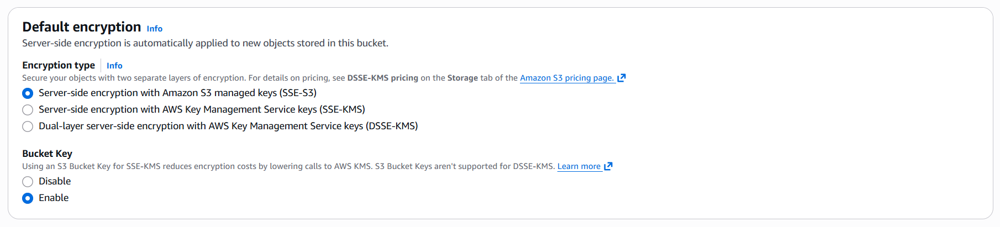 Default encryption Info
Server-side encryption is automatically applied to new objects stored in this bucket.
Encryption type Info
Secure your objects with two separate layers of encryption. For details on pricing, see DSSE-KMS pricing on the Storage tab of the Amazon S3 pricing page.
Server-side encryption with Amazon S3 managed keys (SSE-S3)
Server-side encryption with AWS Key Management Service keys (SSE-KMS)
Dual-layer server-side encryption with AWS Key Management Service keys (DSSE-KMS)
Bucket Key
Using an S3 Bucket Key for SSE-KMS reduces encryption costs by lowering calls to AWS KMS. S3 Bucket Keys aren't supported for DSSE-KMS. Learn more
Disable
Enable